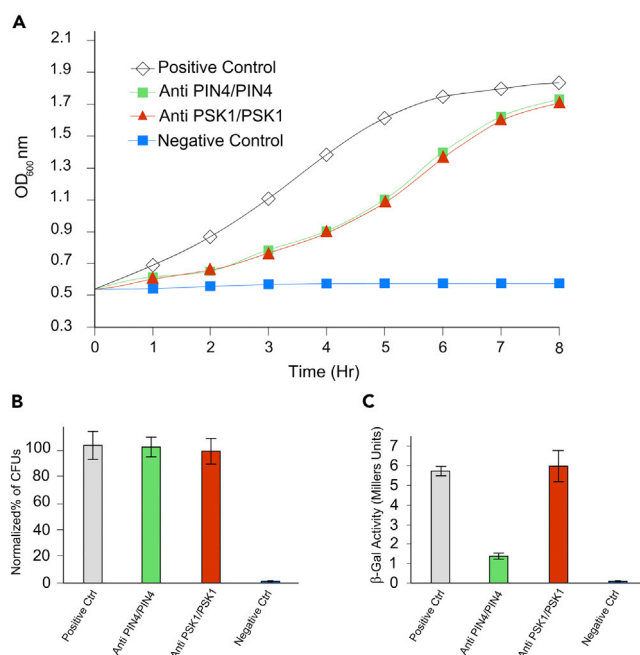 A
2.1
1.9
1.7
1.5
1.3
1.1
0.9
0.7
0.5
0.3
OD600 nm
Positive Control
Anti PIN4/PIN4
Anti PSK1/PSK1
Negative Control
0 1 2 3 4 5 6 7 8
Time (Hr)
B
100
80
60
40
20
0
Normalized% of CFUs
Positive Ctrl
Anti PIN4/PIN4
Anti PSK1/PSK1
Negative Ctrl
C
7
6
5
4
3
2
1
0
β-Gal Activity (Millers Units)
Positive Ctrl
Anti PIN4/PIN4
Anti PSK1/PSK1
Negative Ctrl